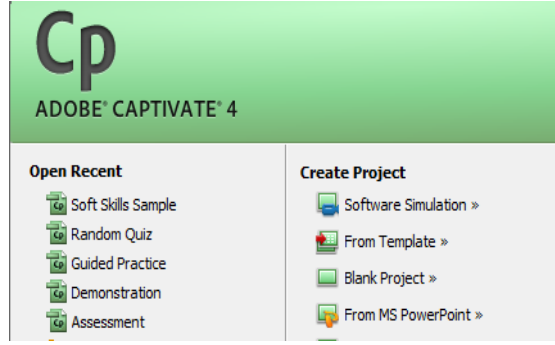 Cp
ADOBE® CAPTIVATE® 4
Open Recent
Soft Skills Sample
Random Quiz
Guided Practice
Demonstration
Assessment
Create Project
Software Simulation »
From Template »
Blank Project »
From MS PowerPoint »